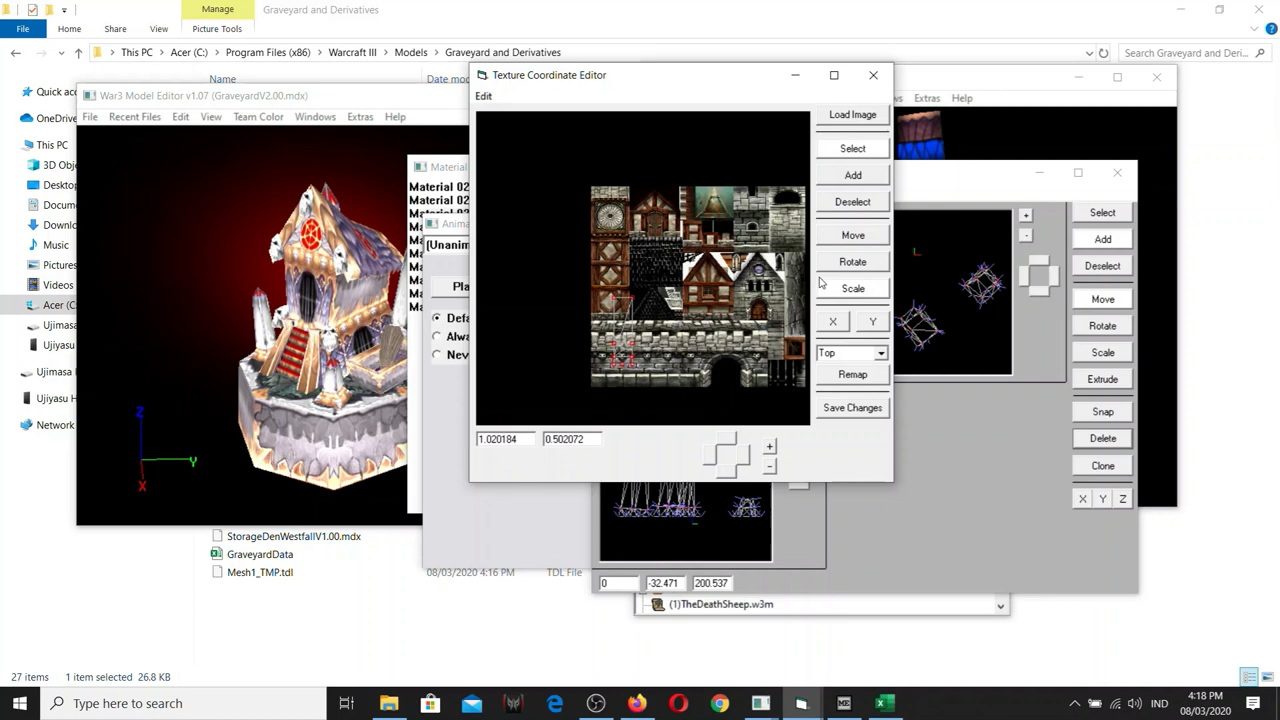 Manage
Graveyard and Derivatives
File
Home
Share
View
Picture Tools
This PC
Acer (C:)
Program Files (x86)
Warcraft III
Models
Graveyard and Derivatives
Search Graveyard and Deri...
Name
Date mod
Quick acc
OneDrive
This PC
3D Obje
Desktop
Docume
Downlo
Music
Pictures
Videos
Acer (C:
Ujimasa
Ujiyasu
Ujimasa H
Ujiyasu Ho
Network
War3 Model Editor v1.07 (GraveyardV2.00.mdx)
File
Recent Files
Edit
View
Team Color
Windows
Extras
Help
Material
Material 02
Material 02
Anima
[Unanim
Pla
Defa
Alwa
Nev
Texture Coordinate Editor
Edit
Load Image
Select
Add
Deselect
Move
Rotate
Scale
X
Y
Top
Remap
Save Changes
1.020184
0.502072
+
-
Extras
Help
+
-
Select
Add
Deselect
Move
Rotate
Scale
Extrude
Snap
Delete
Clone
X
Y
Z
0
-32.471
200.537
Z
Y
X
StorageDenWestfallV1.00.mdx
GraveyardData
Mesh1_TMP.tdl
08/03/2020 4:16 PM
TDL File
(1)TheDeathSheep.w3m
27 items
1 item selected
26.8 KB
Type here to search
IND
4:18 PM
08/03/2020